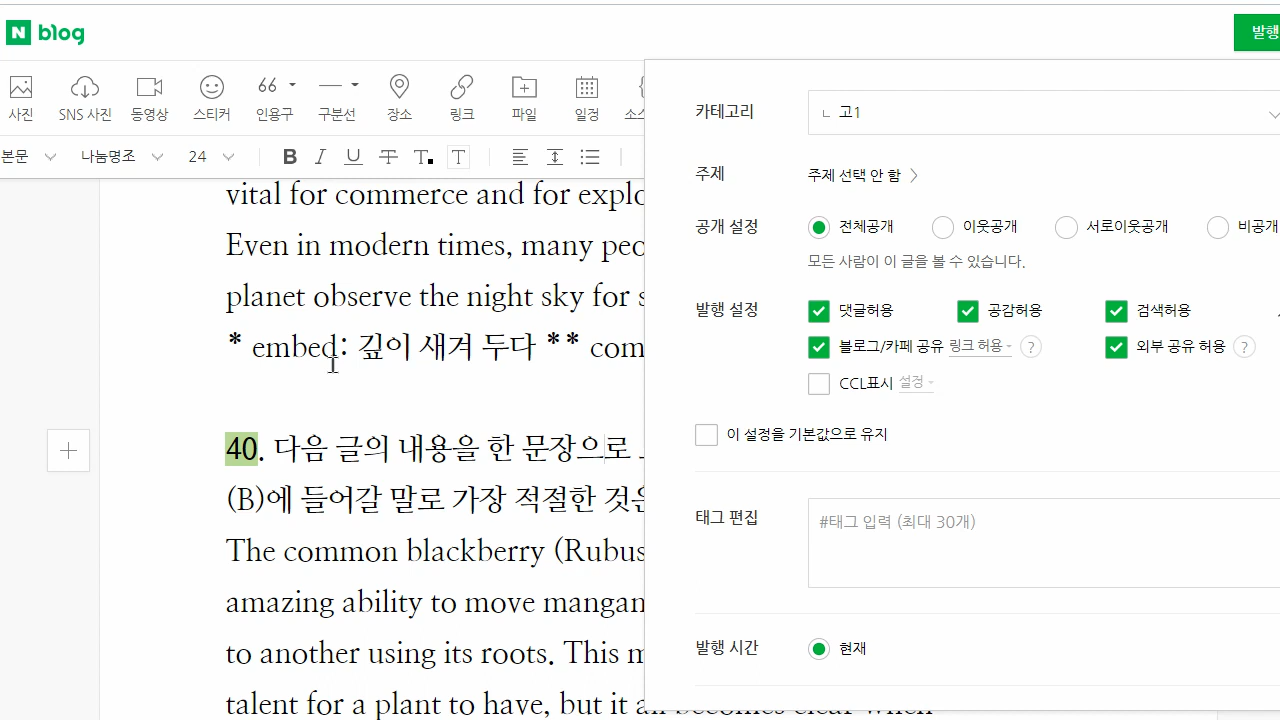 N blog
발행
사진 SNS 사진 동영상 스티커 인용구 구분선 장소 링크 파일 일정
본문 나눔명조 24 B I U T T. T
vital for commerce and for explo
Even in modern times, many peo
planet observe the night sky for s
* embed: 깊이 새겨 두다 ** com
40. 다음 글의 내용을 한 문장으로
(B)에 들어갈 말로 가장 적절한 것은
The common blackberry (Rubus
amazing ability to move mangan
to another using its roots. This m
talent for a plant to have, but it all becomes clear when
카테고리 ㄴ 고1
주제 주제 선택 안 함 >
공개 설정 전체공개 이웃공개 서로이웃공개 비공개
모든 사람이 이 글을 볼 수 있습니다.
발행 설정 댓글허용 공감허용 검색허용
블로그/카페 공유 링크 허용 ? 외부 공유 허용 ?
CCL표시 설정
이 설정을 기본값으로 유지
태그 편집 #태그 입력 (최대 30개)
발행 시간 현재